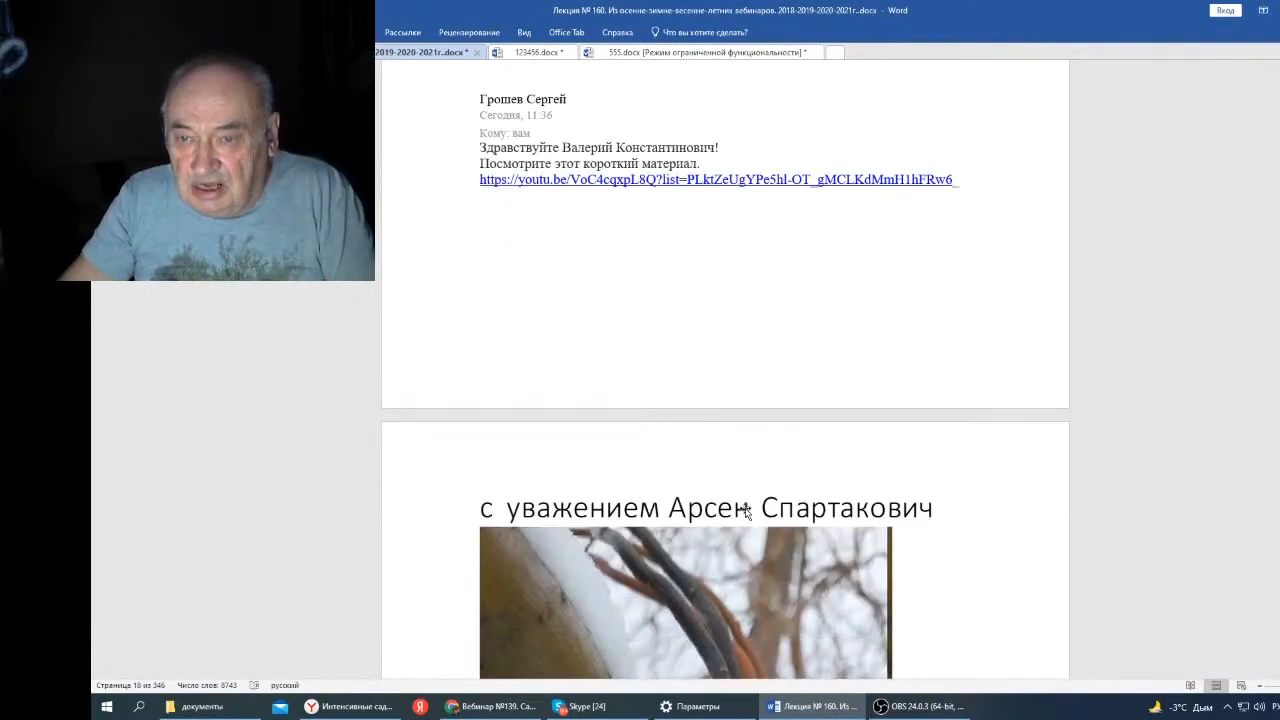 Лекция № 160. Из осенне-зимне-весенне-летних вебинаров. 2018-2019-2020-2021г..docx - Word
Вход
Рассылки Рецензирование Вид Office Tab Справка Что вы хотите сделать?
2019-2020-2021г..docx * 123456.docx * 555.docx [Режим ограниченной функциональности] *
Грошев Сергей
Сегодня, 11:36
Кому: вам
Здравствуйте Валерий Константинович!
Посмотрите этот короткий материал.
https://youtu.be/VoC4cqxpL8Q?list=PLktZeUgYPe5hl-OT_gMCLKdMmH1hFRw6_
с уважением Арсен Спартакович
Страница 18 из 346 Число слов: 8743 русский
документы Интенсивные сад... Вебинар №139. Са... Skype [24] Параметры Лекция № 160. Из ... OBS 24.0.3 (64-bit, ... -3°C Дым